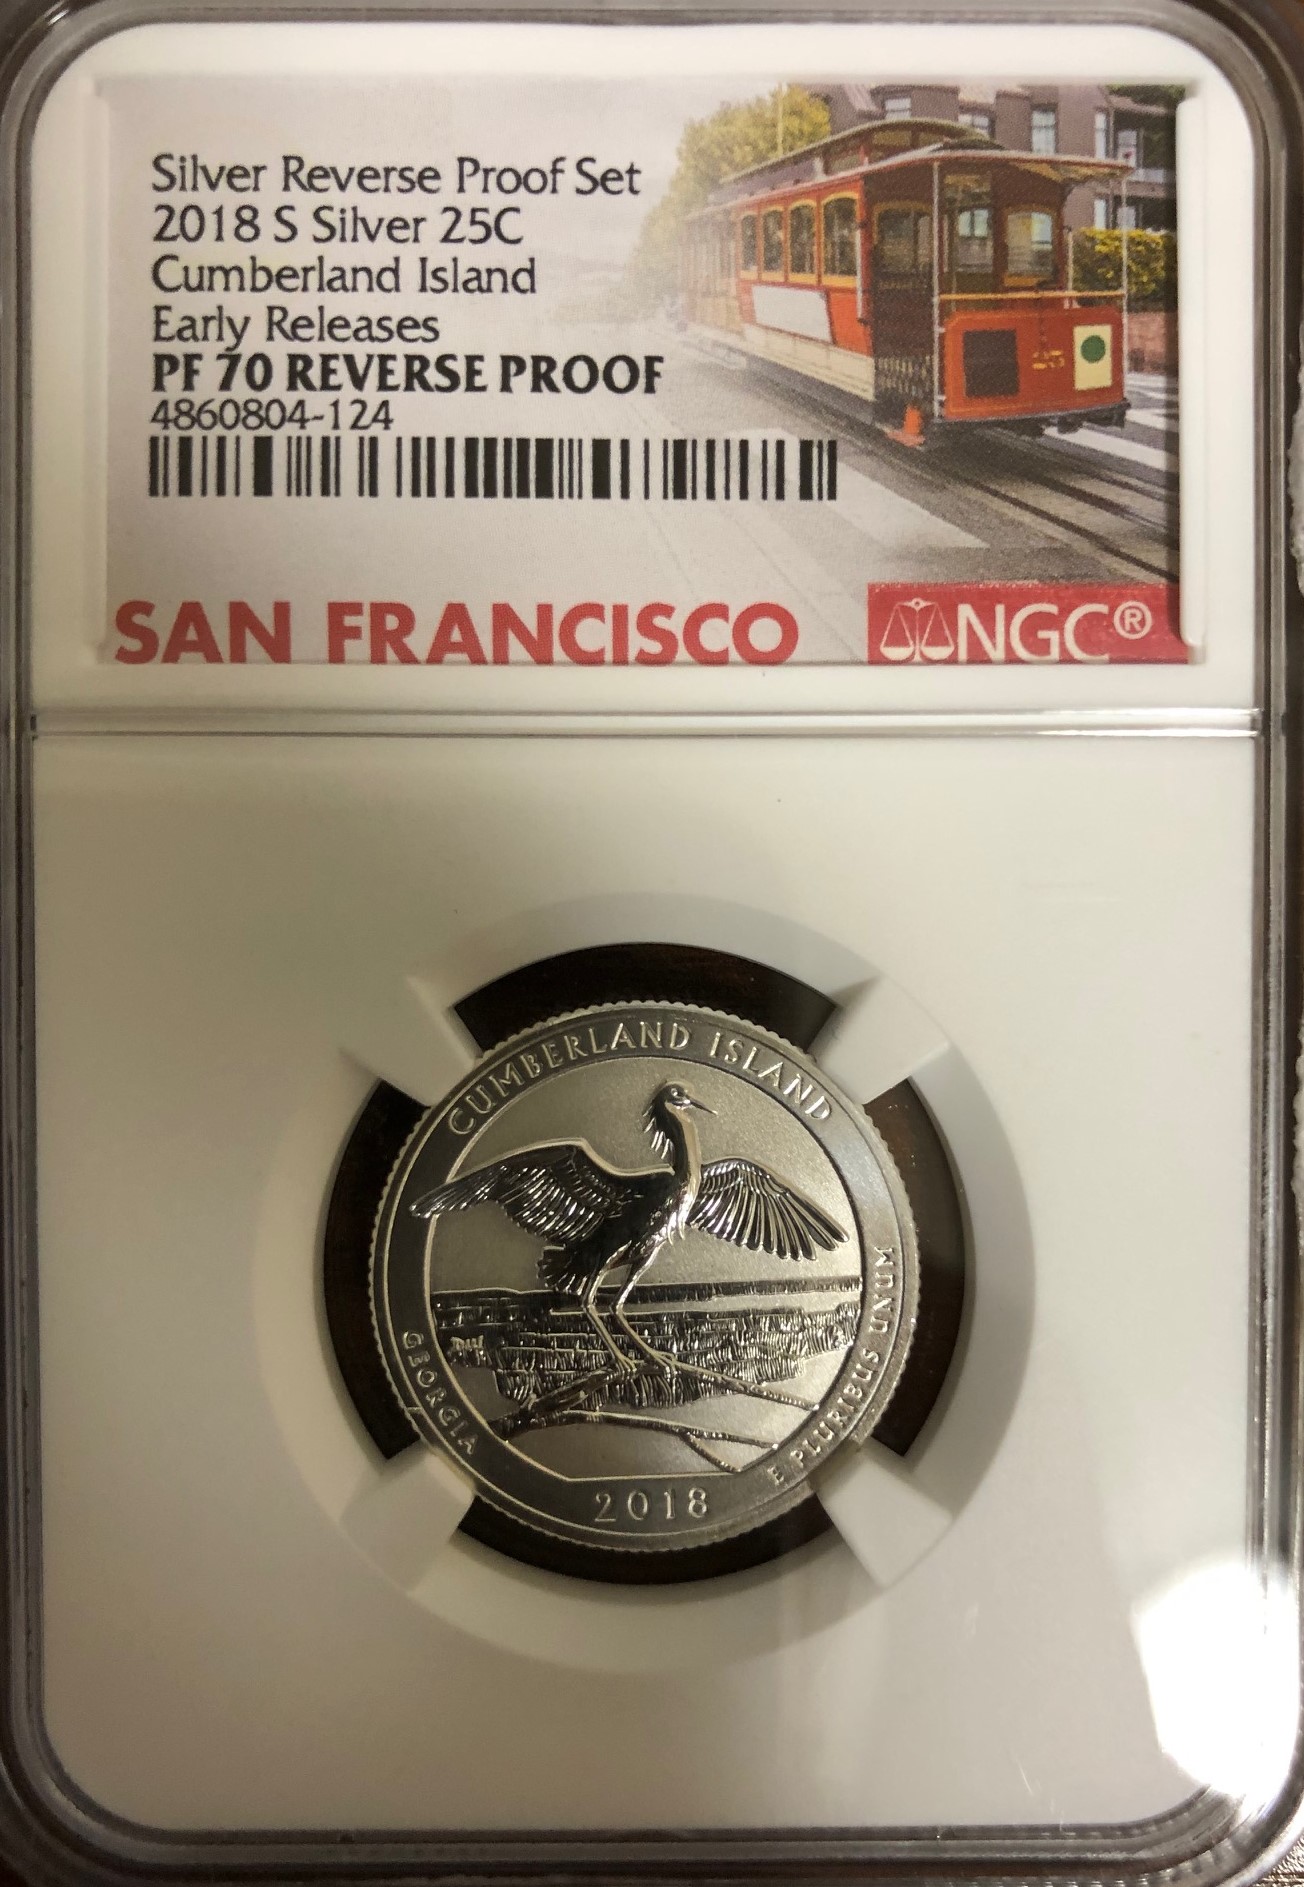 Silver Reverse Proof Set
2018 S Silver 25C
Cumberland Island
Early Releases
PF 70 REVERSE PROOF
4860804-124
SAN FRANCISCO
NGC®
CUMBERLAND ISLAND
GEORGIA
2018
E PLURIBUS UNUM